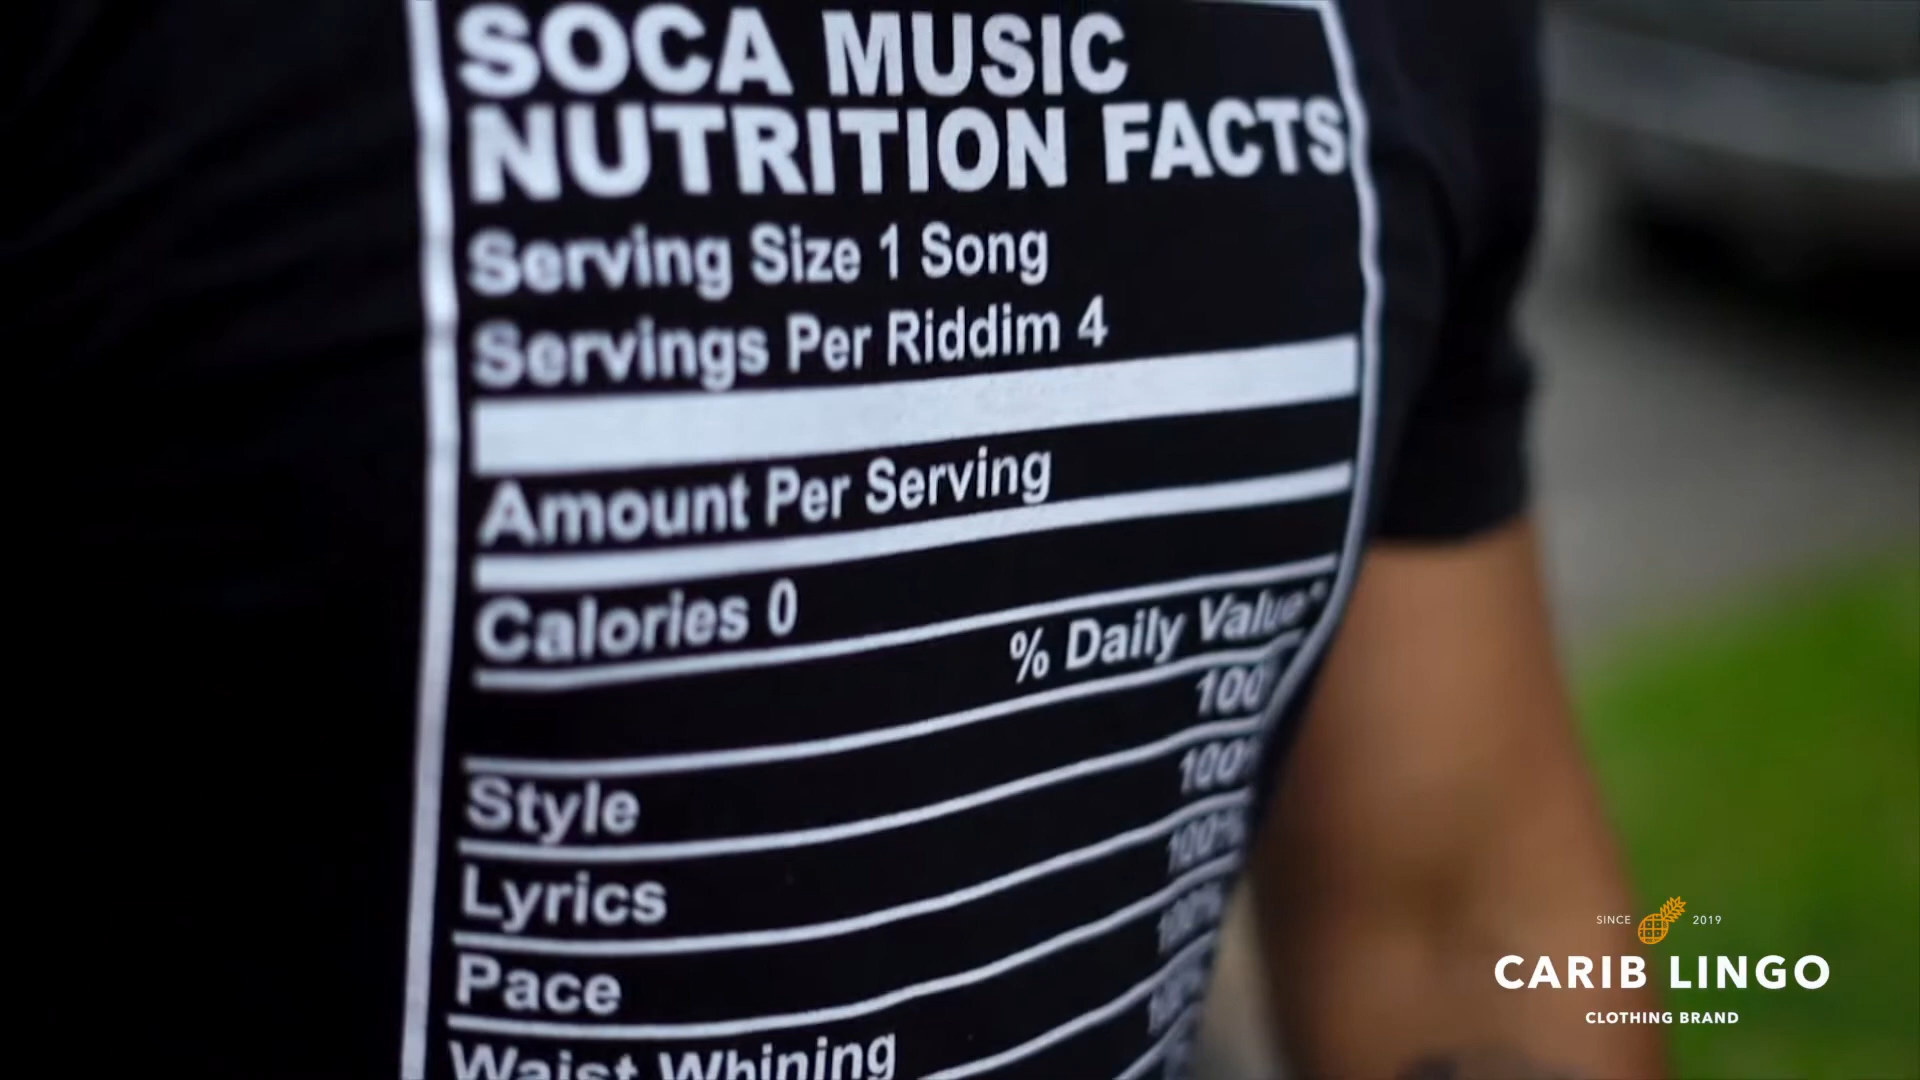 SOCA MUSIC
NUTRITION FACTS
Serving Size 1 Song
Servings Per Riddim 4
Amount Per Serving
Calories 0
% Daily Value*
100
Style 100
Lyrics 100%
Pace
Waist Whining
SINCE 2019
CARIB LINGO
CLOTHING BRAND